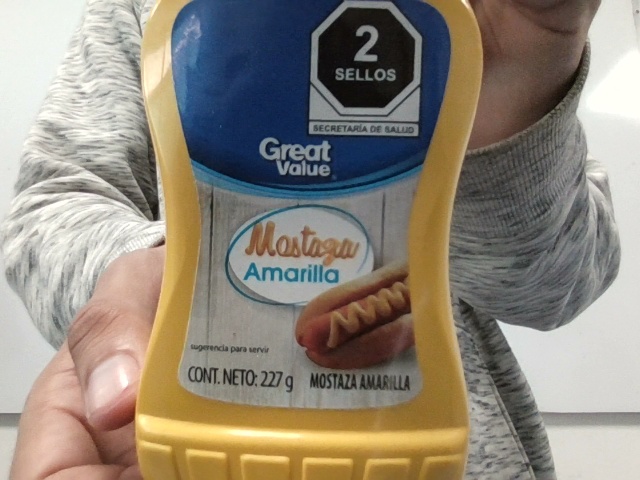 2
SELLOS
SECRETARÍA DE SALUD
Great
Value
Mostaza
Amarilla
sugerencia para servir
CONT. NETO: 227 g MOSTAZA AMARILLA